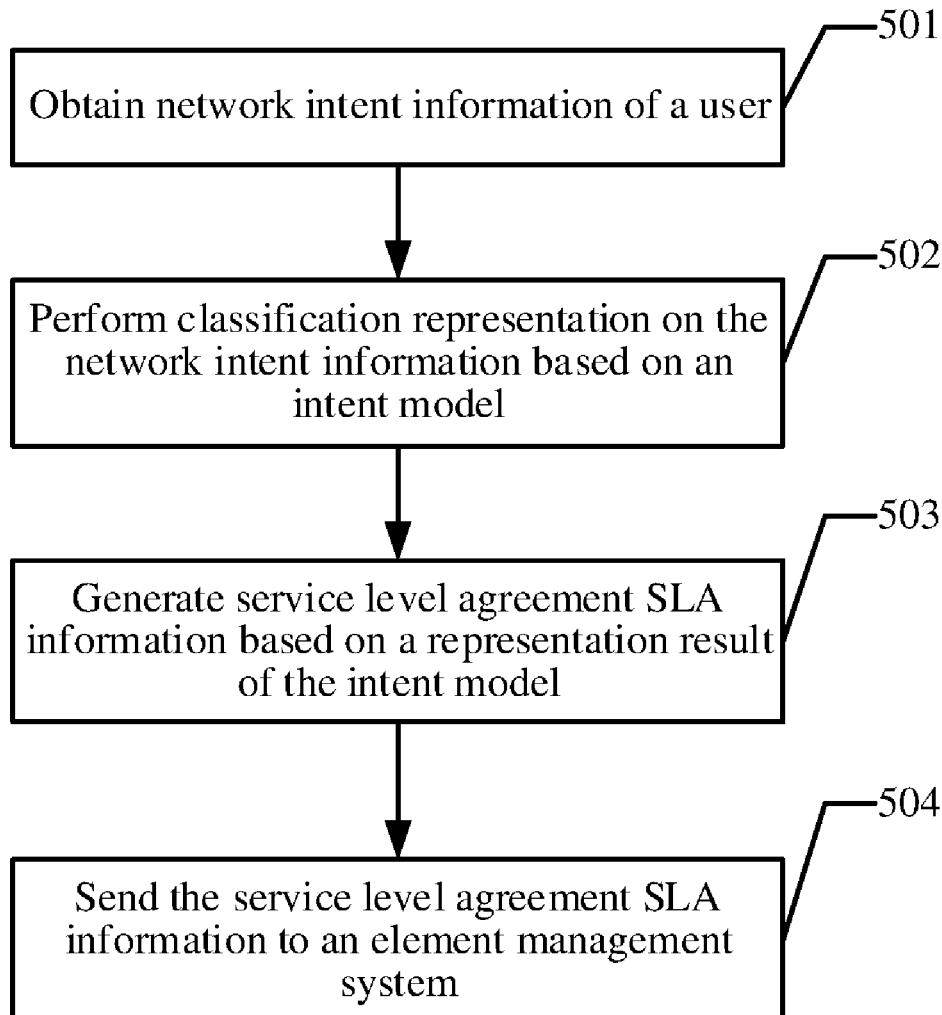 501
Obtain network intent information of a user
502
Perform classification representation on the
network intent information based on an
intent model
503
Generate service level agreement SLA
information based on a representation result
of the intent model
504
Send the service level agreement SLA
information to an element management
system